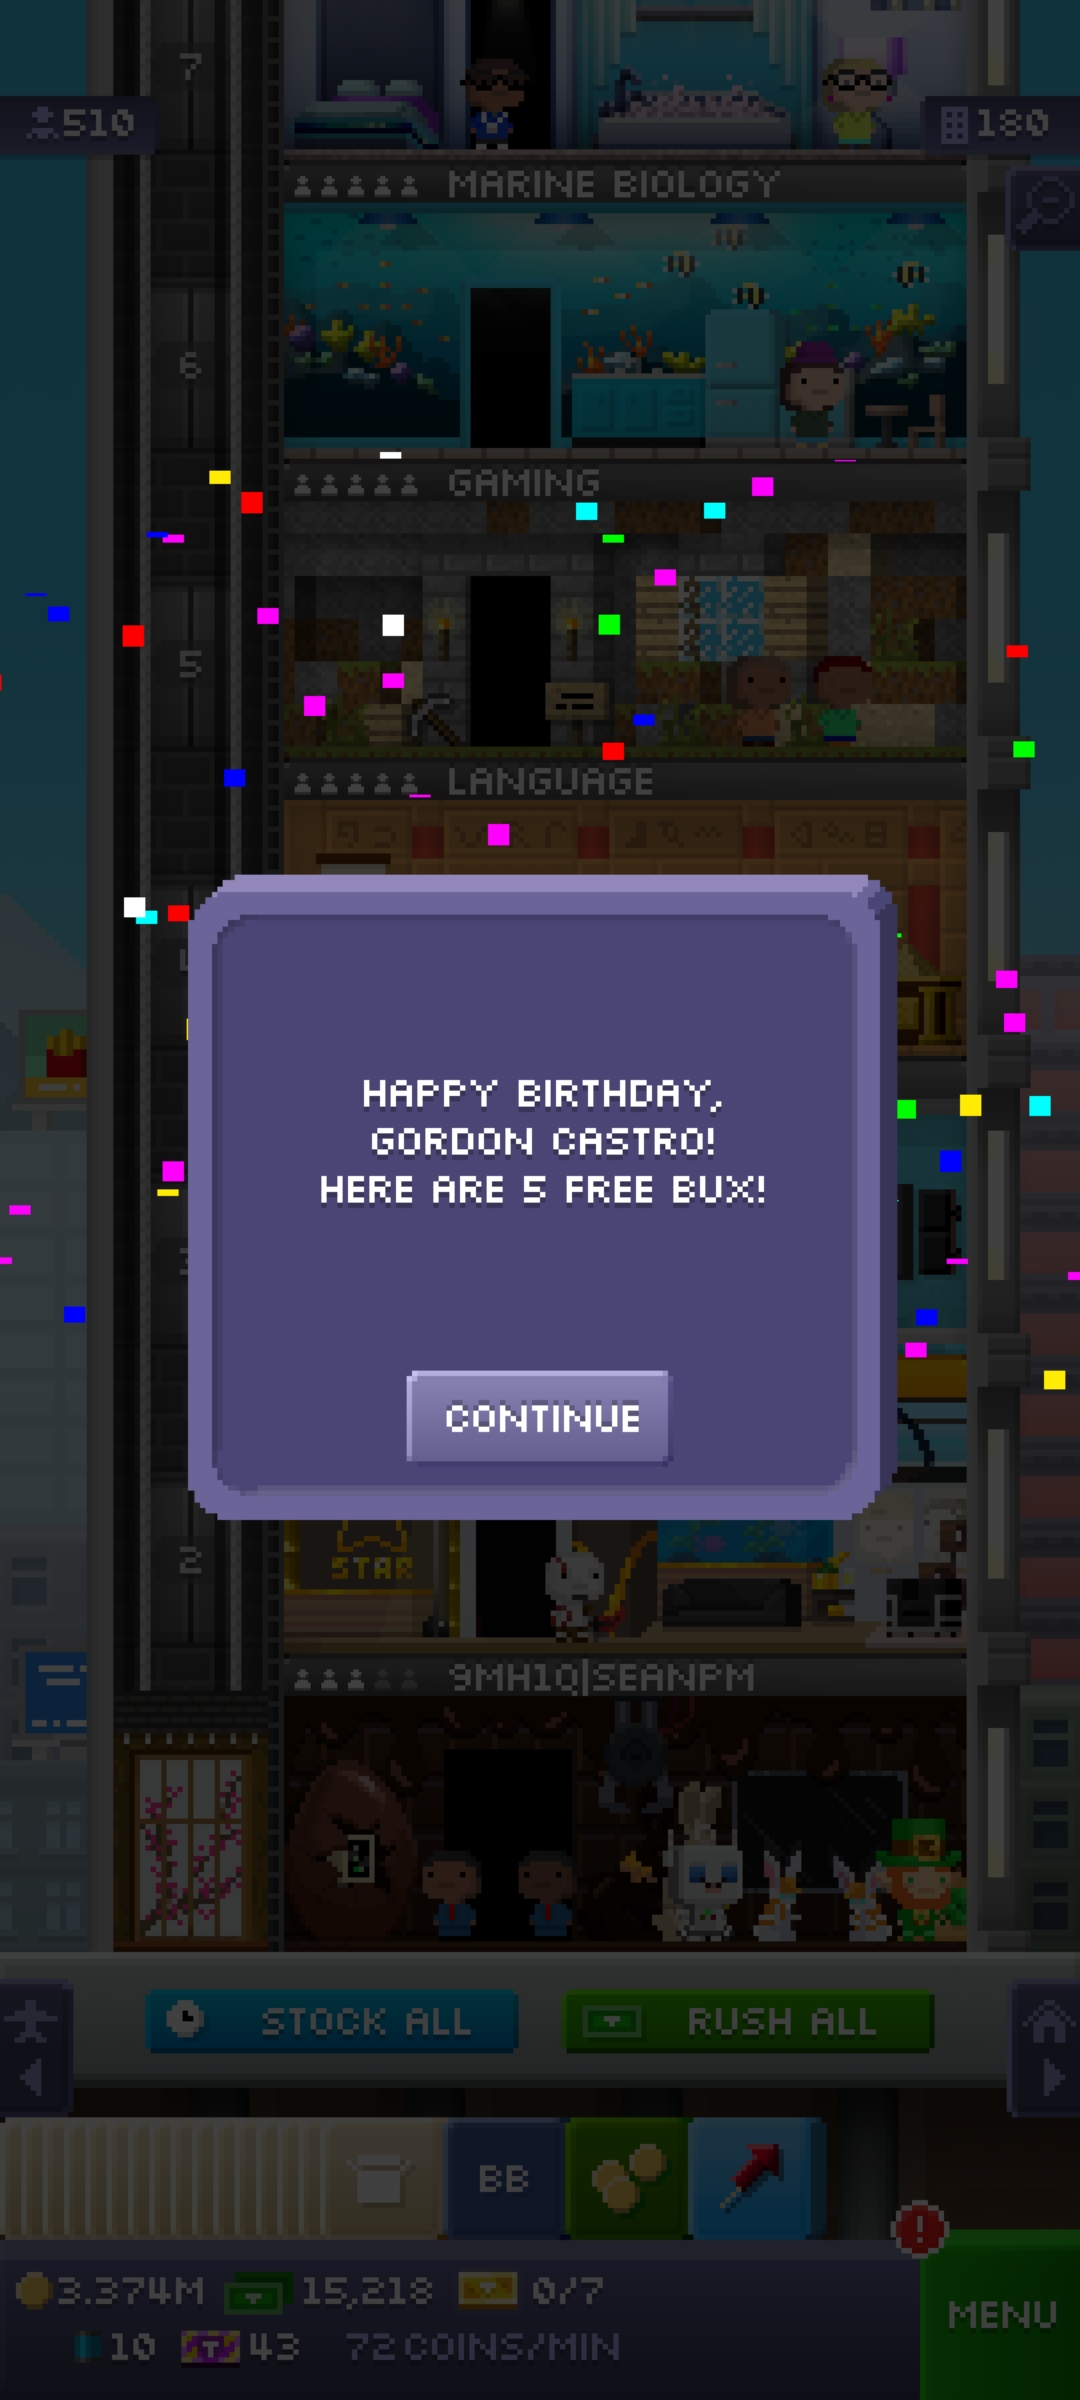 7
510
180
MARINE BIOLOGY
6
GAMING
5
LANGUAGE
HAPPY BIRTHDAY,
GORDON CASTRO!
HERE ARE 5 FREE BUX!
CONTINUE
2
STAR
9MH1Q|SEANPM
STOCK ALL
RUSH ALL
BB
!
3.374M
15,218
0/7
MENU
10
43
72 COINS/MIN